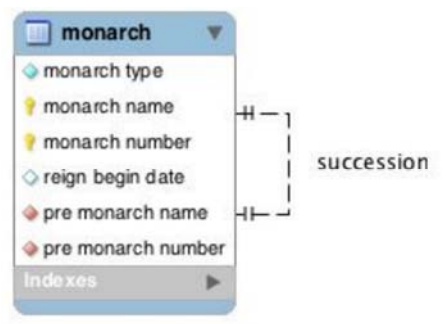 monarch
monarch type
monarch name
monarch number
succession
reign begin date
pre monarch name
pre monarch number
Indexes